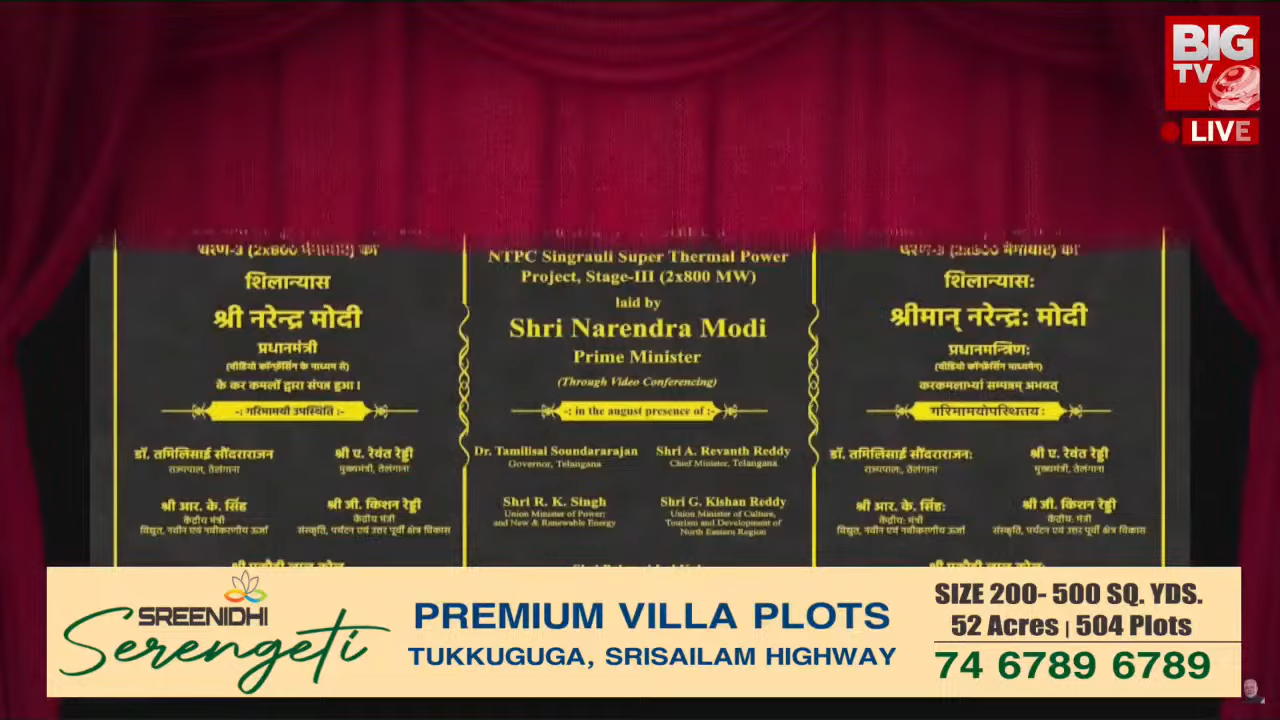 BIG
TV
LIVE
शिलान्यास
श्री नरेन्द्र मोदी
प्रधानमंत्री
(वीडियो कॉन्फ्रेंसिंग के माध्यम से)
के कर कमलों द्वारा संपन्न हुआ।
-: गरिमामयी उपस्थिति :-
डॉ. तमिलिसाई सौंदराराजन
राज्यपाल, तेलंगाना
श्री ए. रेवंत रेड्डी
मुख्यमंत्री, तेलंगाना
श्री आर. के. सिंह
केंद्रीय मंत्री
विद्युत, नवीन एवं नवीकरणीय ऊर्जा
श्री जी. किशन रेड्डी
केंद्रीय मंत्री
संस्कृति, पर्यटन एवं उत्तर पूर्वी क्षेत्र विकास
NTPC Singrauli Super Thermal Power
Project, Stage-III (2x800 MW)
laid by
Shri Narendra Modi
Prime Minister
(Through Video Conferencing)
-: in the august presence of :-
Dr. Tamilisai Soundararajan
Governor, Telangana
Shri A. Revanth Reddy
Chief Minister, Telangana
Shri R. K. Singh
Union Minister of Power;
and New & Renewable Energy
Shri G. Kishan Reddy
Union Minister of Culture,
Tourism and Development of
North Eastern Region
शिलान्यासः
श्रीमान् नरेन्द्रः मोदी
प्रधानमन्त्रिणः
(वीडियो कॉन्फ्रेंसिंग माध्यमेन)
करकमलाभ्यां सम्पन्नम् अभवत्
गरिमामयोपस्थितयः
डॉ. तमिलिसाई सौंदराराजनः
राज्यपालः, तेलंगाना
श्री ए. रेवंत रेड्डी
मुख्यमंत्री, तेलंगाना
श्री आर. के. सिंहः
केंद्रीयः मंत्री
विद्युत, नवीन एवं नवीकरणीय ऊर्जा
श्री जी. किशन रेड्डी
केंद्रीयः मंत्री
संस्कृति, पर्यटन एवं उत्तर पूर्वी क्षेत्र विकास
SREENIDHI
Serengeti
PREMIUM VILLA PLOTS
TUKKUGUGA, SRISAILAM HIGHWAY
SIZE 200- 500 SQ. YDS.
52 Acres | 504 Plots
74 6789 6789